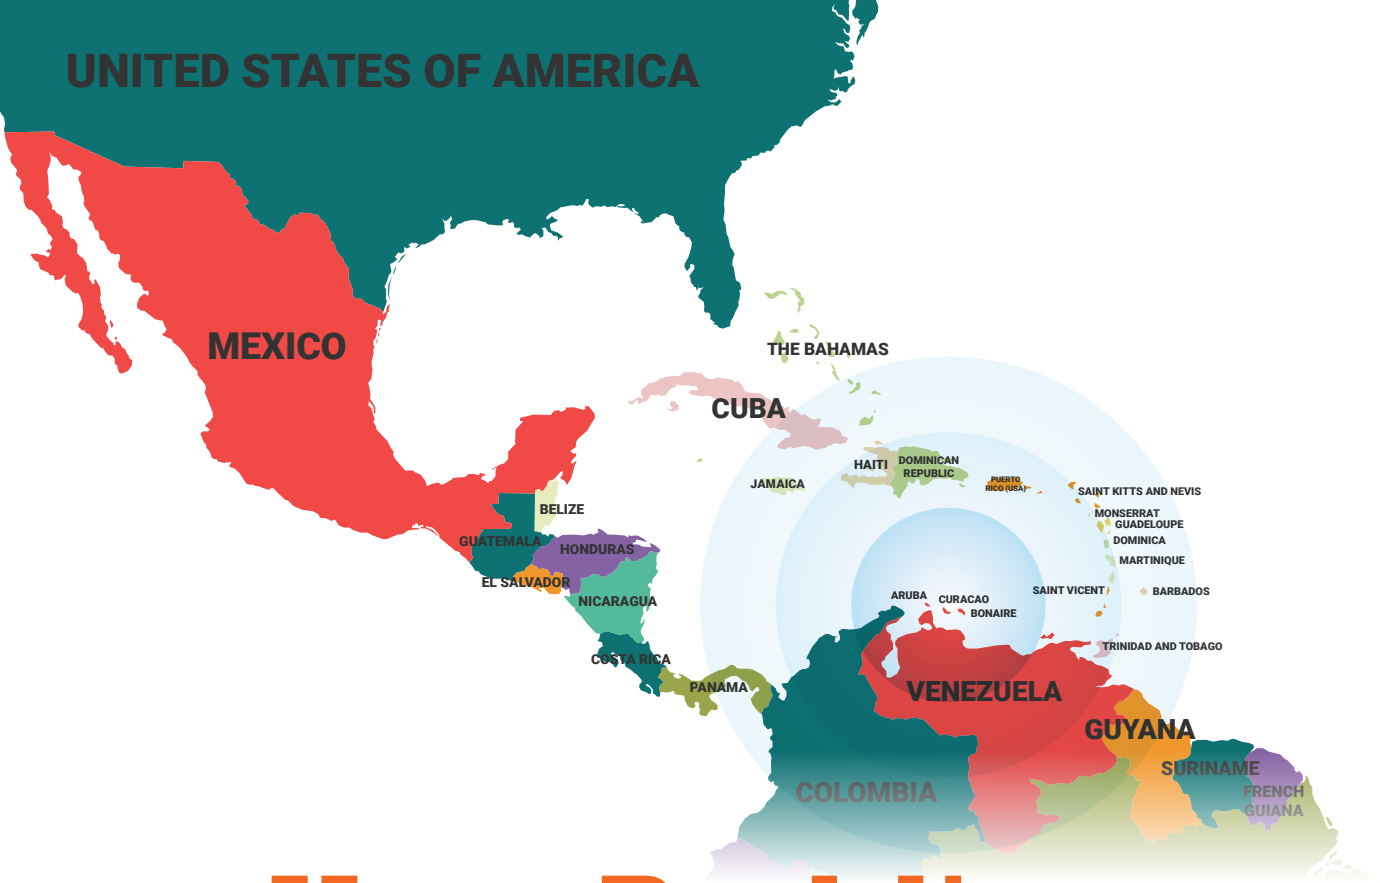 UNITED STATES OF AMERICA
MEXICO
THE BAHAMAS
CUBA
HAITI
DOMINICAN
REPUBLIC
JAMAICA
PUERTO
RICO (USA)
SAINT KITTS AND NEVIS
BELIZE
MONSERRAT
GUADELOUPE
GUATEMALA
HONDURAS
DOMINICA
MARTINIQUE
EL SALVADOR
SAINT VICENT
BARBADOS
NICARAGUA
ARUBA
CURACAO
BONAIRE
TRINIDAD AND TOBAGO
COSTA RICA
PANAMA
VENEZUELA
GUYANA
SURINAME
COLOMBIA
FRENCH
GUIANA